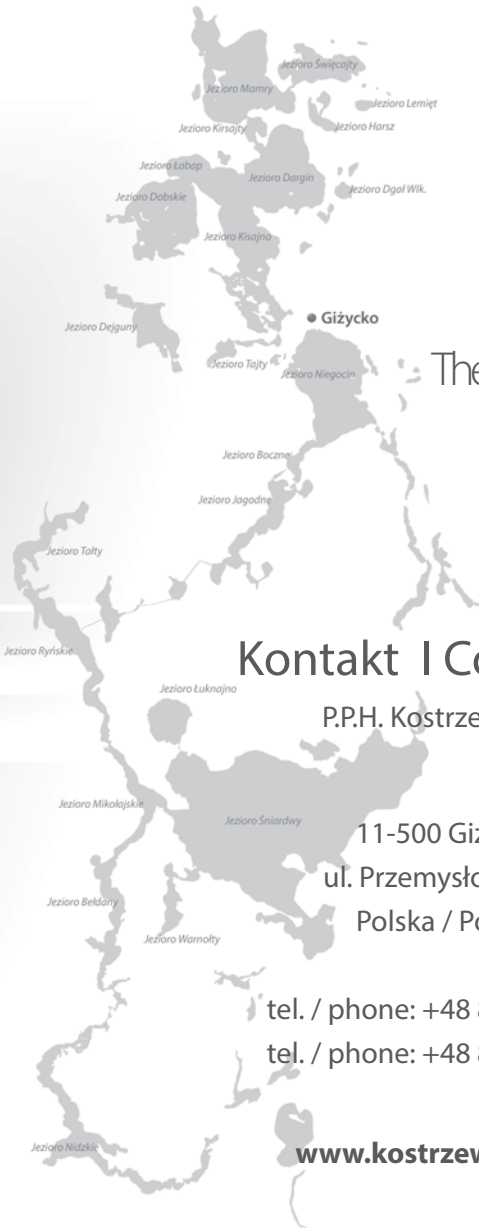 Jezioro Święcajty
Jezioro Mamry
Jezioro Lemięt
Jezioro Kirsajty
Jezioro Harsz
Jezioro Łabap
Jezioro Dargin
Jezioro Dobskie
Jezioro Dgał Wlk.
Jezioro Kisajno
Giżycko
Jezioro Dejguny
Jezioro Tajty
Jezioro Niegocin
The
Jezioro Boczne
Jezioro Jagodne
Jezioro Tałty
Jezioro Ryńskie
Kontakt I Co
Jezioro Łuknajno
P.P.H. Kostrze
Jezioro Mikołajskie
Jezioro Śniardwy
11-500 Giż
ul. Przemysło
Jezioro Bełdany
Polska / Po
Jezioro Warnołty
tel. / phone: +48
tel. / phone: +48
Jezioro Nidzkie
www.kostrzew